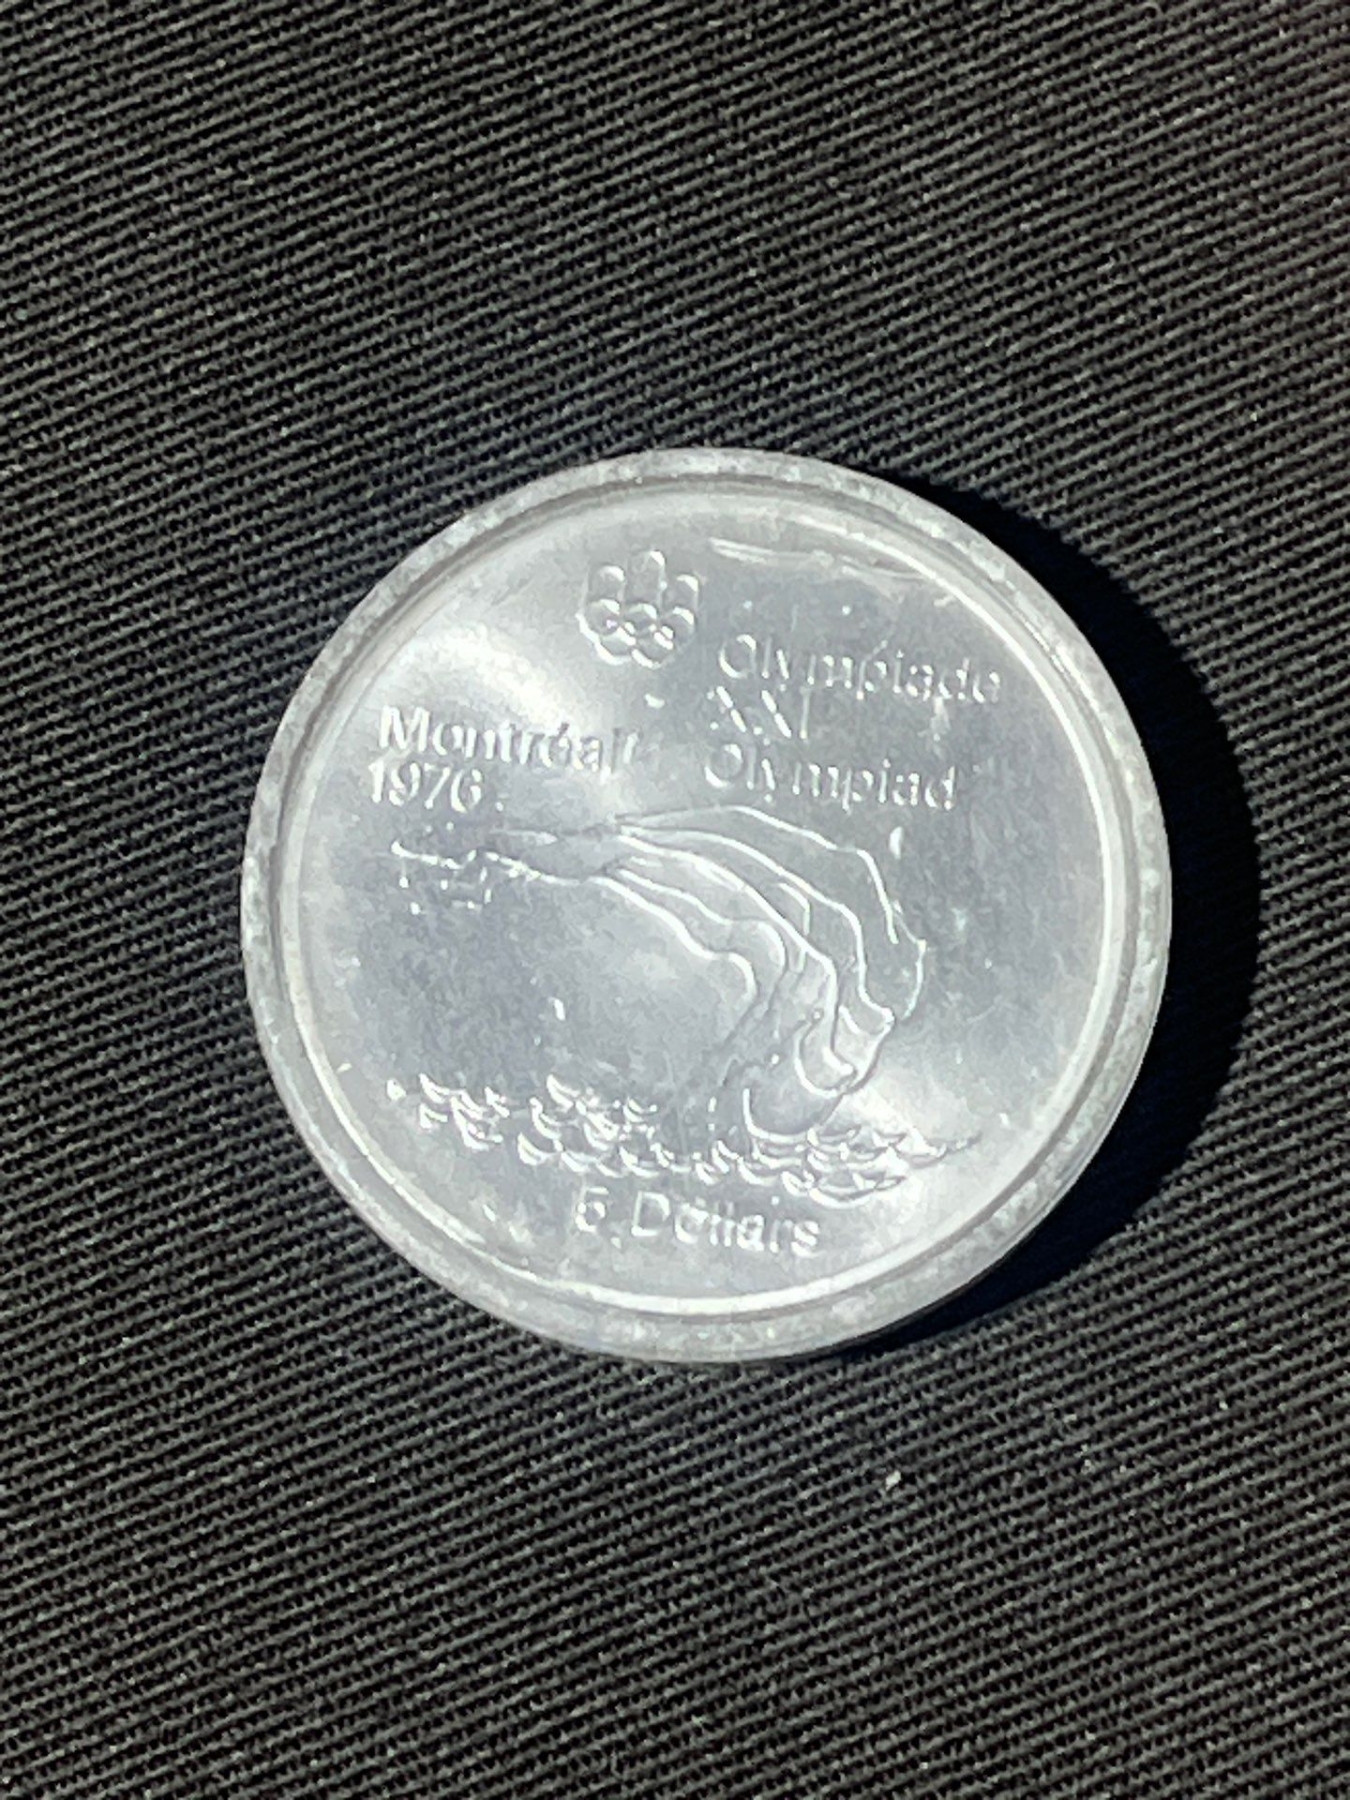 Olympiade
XXI
Olympiad
Montréal
1976
5 Dollars